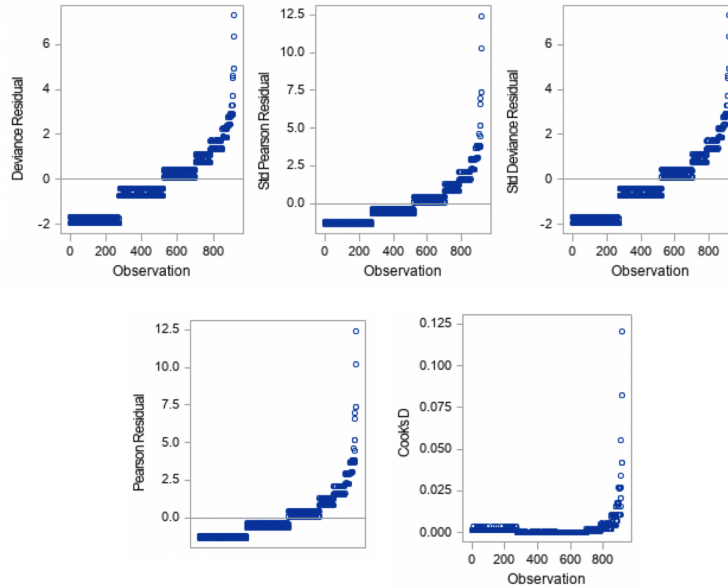 Deviance Residual
6
4
2
0
-2
0 200 400 600 800
Observation
Std Pearson Residual
12.5
10.0
7.5
5.0
2.5
0.0
0 200 400 600 800
Observation
Std Deviance Residual
6
4
2
0
-2
0 200 400 600 800
Observation
Pearson Residual
12.5
10.0
7.5
5.0
2.5
0.0
Cook's D
0.125
0.100
0.075
0.050
0.025
0.000
0 200 400 600 800
Observation